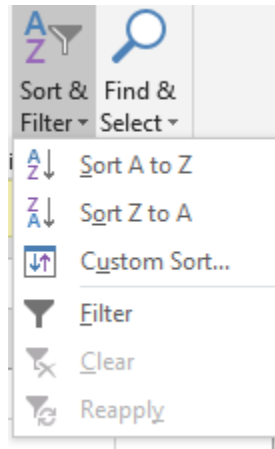 Sort & Find &
Filter Select
Sort A to Z
Sort Z to A
Custom Sort...
Filter
Clear
Reapply